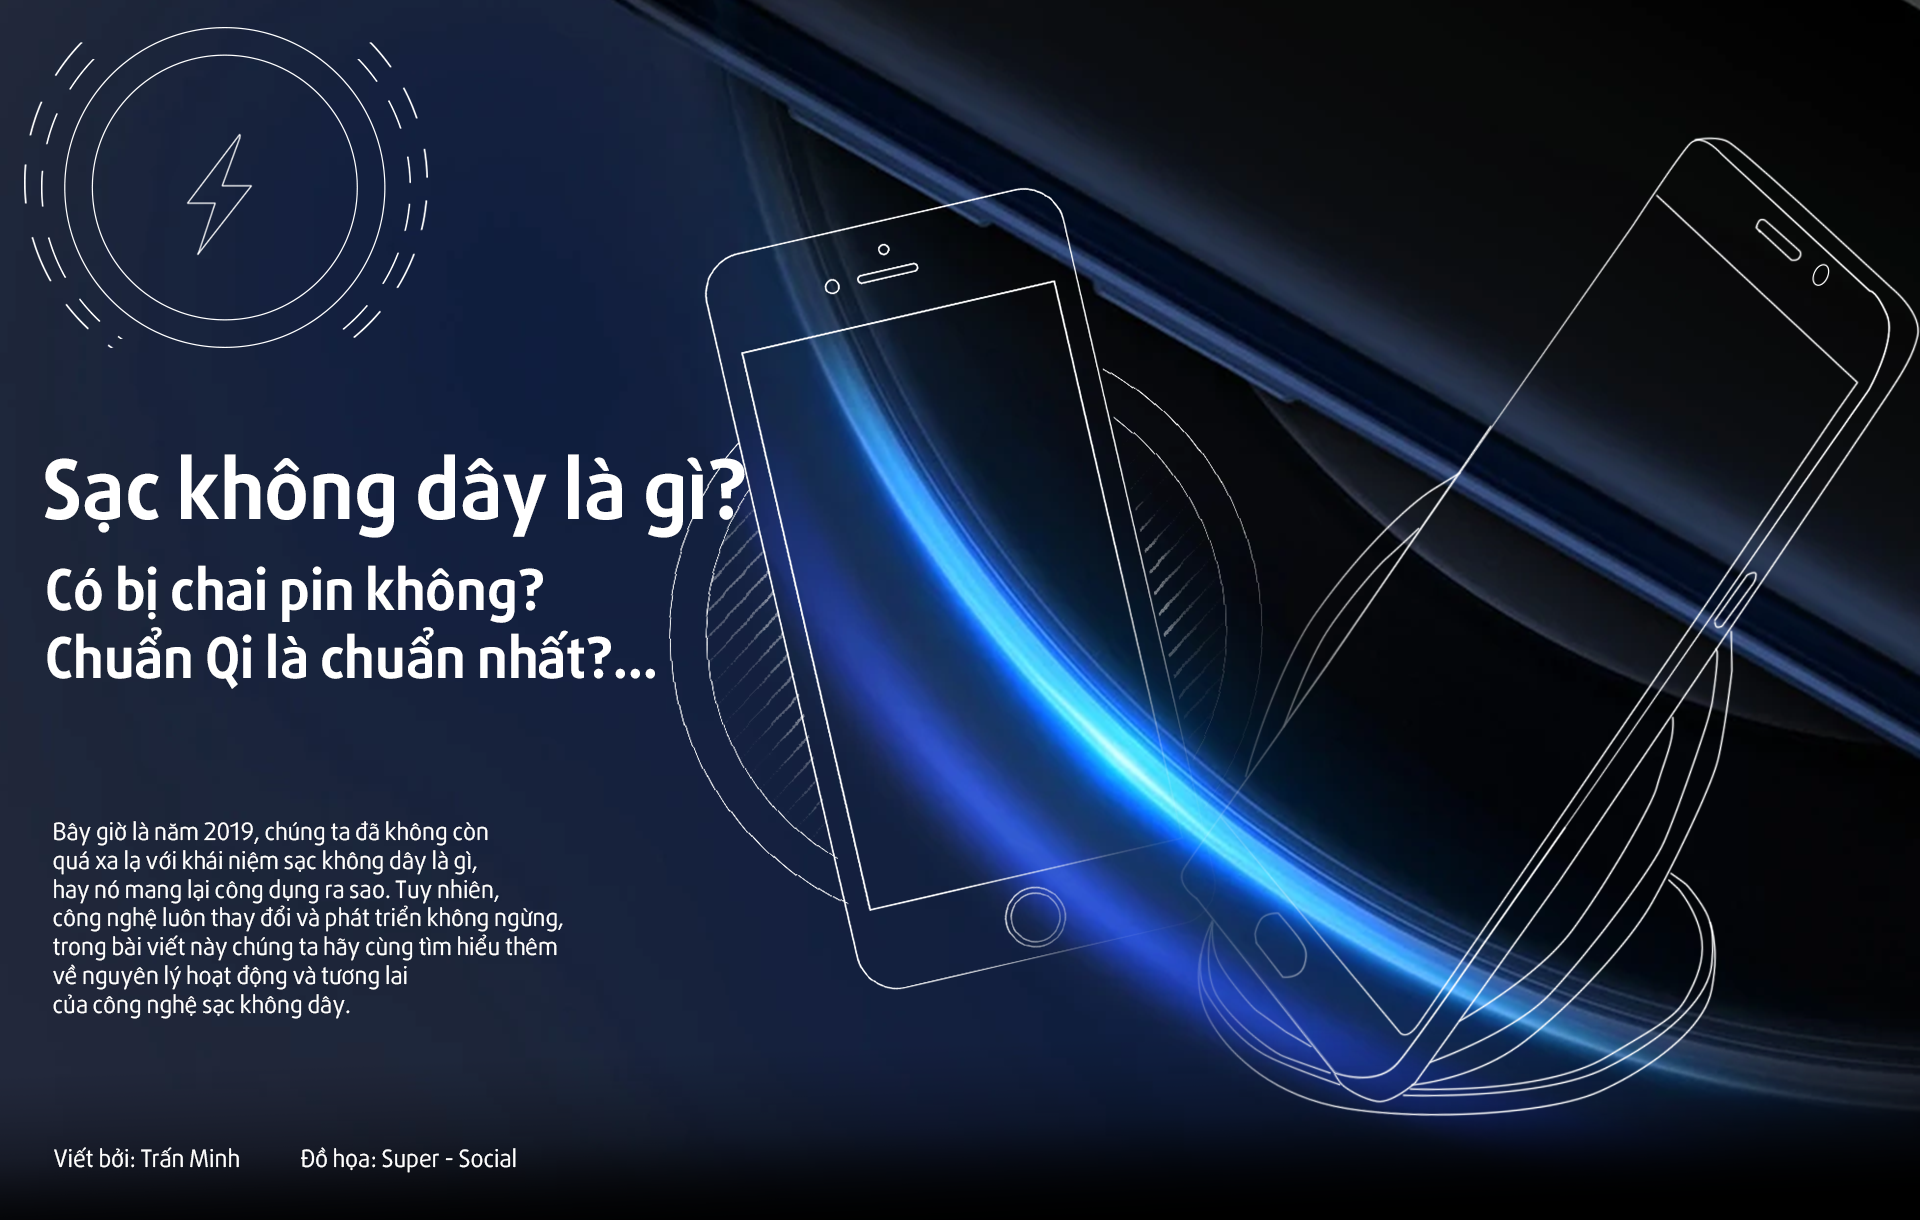 Sạc không dây là gì?
Có bị chai pin không?
Chuẩn Qi là chuẩn nhất?...
Bây giờ là năm 2019, chúng ta đã không còn
quá xa lạ với khái niệm sạc không dây là gì,
hay nó mang lại công dụng ra sao. Tuy nhiên,
công nghệ luôn thay đổi và phát triển không ngừng,
trong bài viết này chúng ta hãy cùng tìm hiểu thêm
về nguyên lý hoạt động và tương lai
của công nghệ sạc không dây.
Viết bởi: Trấn Minh
Đồ họa: Super - Social